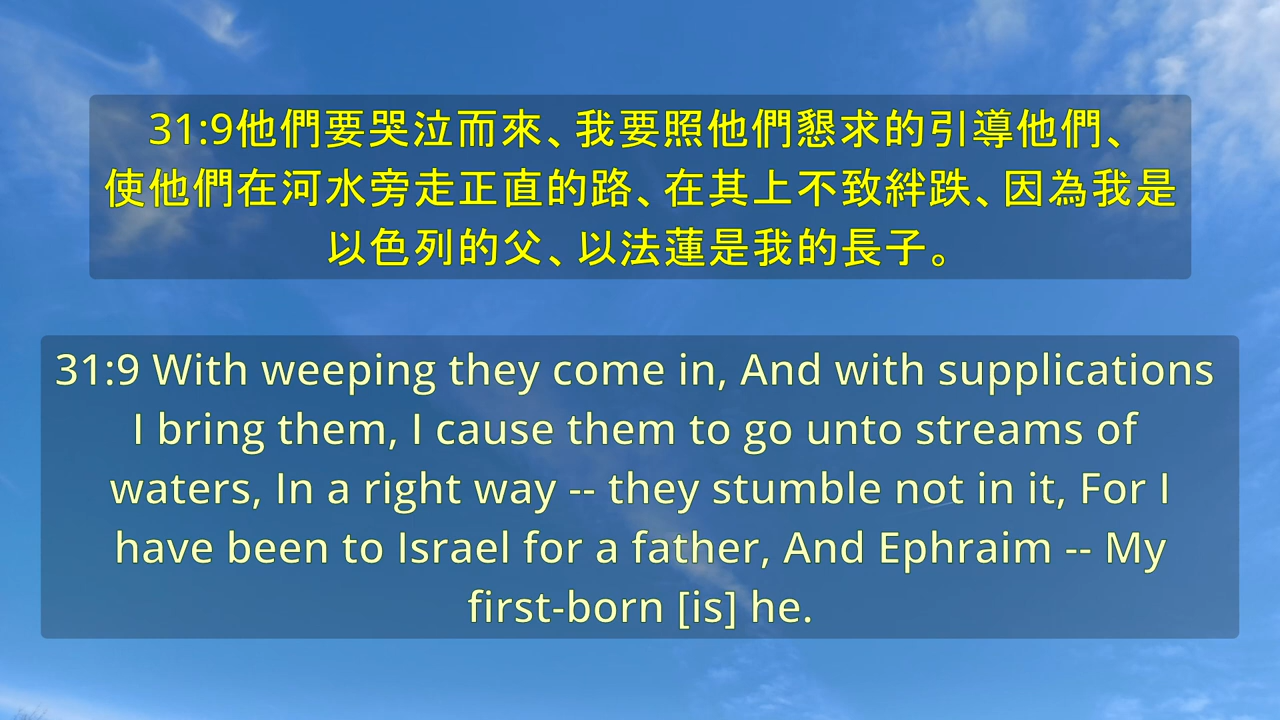 31:9他們要哭泣而來、我要照他們懇求的引導他們、
使他們在河水旁走正直的路、在其上不致絆跌、因為我是
以色列的父、以法蓮是我的長子。
31:9 With weeping they come in, And with supplications
I bring them, I cause them to go unto streams of
waters, In a right way -- they stumble not in it, For I
have been to Israel for a father, And Ephraim -- My
first-born [is] he.